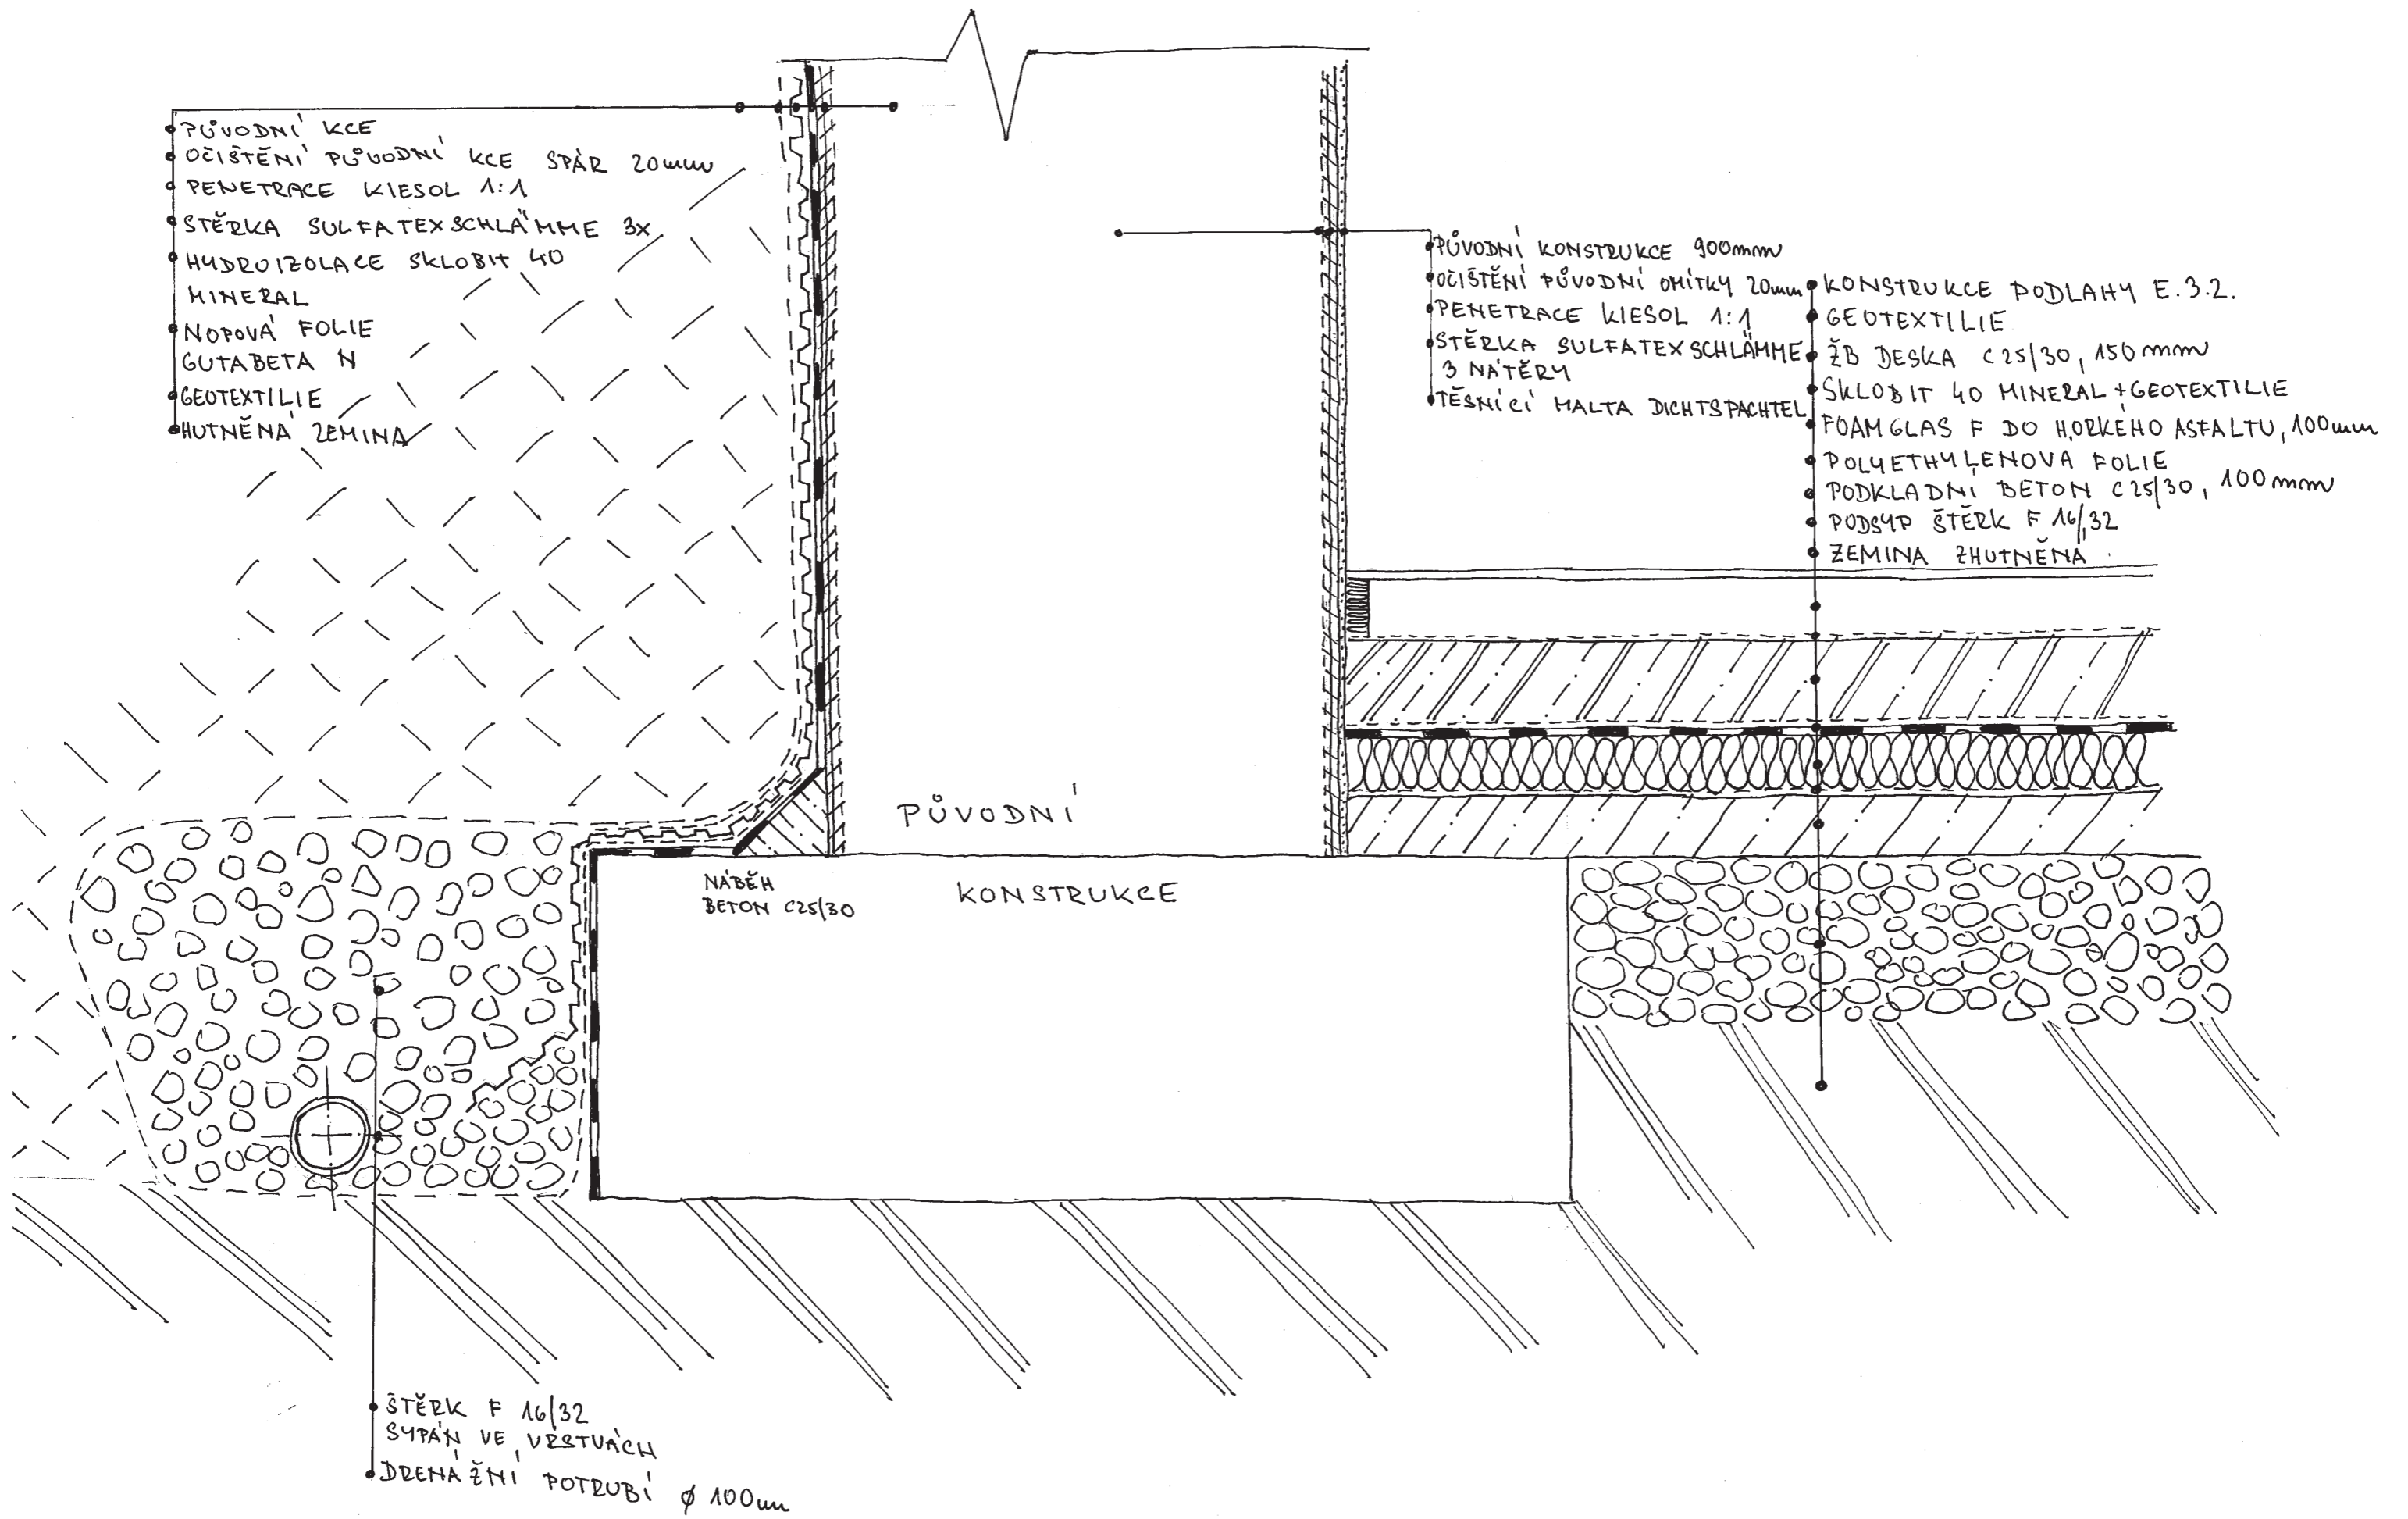 PŮVODNÍ KCE
OČIŠTĚNÍ PŮVODNÍ KCE SPÁR 20mm
PENETRACE KIESOL 1:1
STĚRKA SULFATEXSCHLÄMME 3x
HYDROIZOLACE SKLOBIT 40
MINERAL
NOPOVÁ FOLIE
GUTABETA N
GEOTEXTILIE
HUTNĚNÁ ZEMINA
PŮVODNÍ KONSTRUKCE 900mm
OČIŠTĚNÍ PŮVODNÍ OMÍTKY 20mm
PENETRACE KIESOL 1:1
STĚRKA SULFATEXSCHLÄMME
3 NÁTĚRY
TĚSNÍCÍ MALTA DICHTSPACHTEL
KONSTRUKCE PODLAHY E.3.2.
GEOTEXTILIE
ŽB DESKA C25/30, 150mm
SKLOBIT 40 MINERAL + GEOTEXTILIE
FOAMGLAS F DO HORKÉHO ASFALTU, 100mm
POLYETHYLENOVÁ FOLIE
PODKLADNÍ BETON C25/30, 100mm
PODSYP ŠTĚRK F 16/32
ZEMINA ZHUTNĚNÁ
PŮVODNÍ
KONSTRUKCE
NÁBĚH
BETON C25/30
ŠTĚRK F 16/32
SYPÁN VE VRSTVÁCH
DRENÁŽNÍ POTRUBÍ ø 100mm